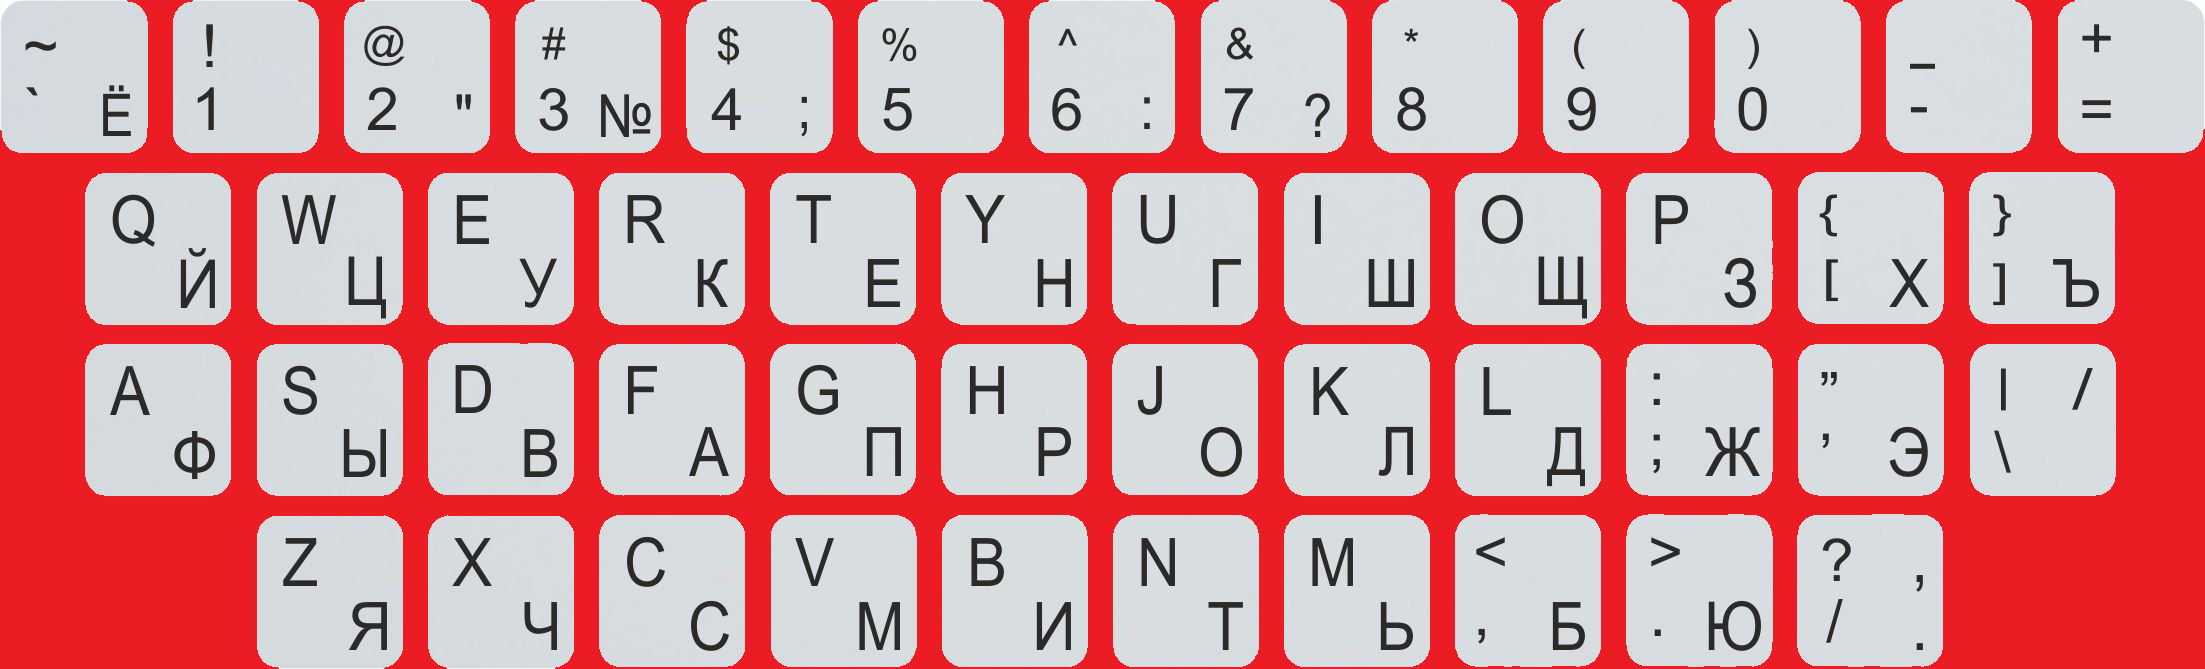 ~ ! @ # $ % ^ & * ( ) _ +
` Ё 1 2 " 3 № 4 ; 5 6 : 7 ? 8 9 0 - =
Q W E R T Y U I O P { }
Й Ц У К Е Н Г Ш Щ З [ Х ] Ъ
A S D F G H J K L : ” | /
Ф Ы В А П Р О Л Д ; Ж ’ Э \
Z X C V B N M < > ? ,
Я Ч С М И Т Ь , Б . Ю / .